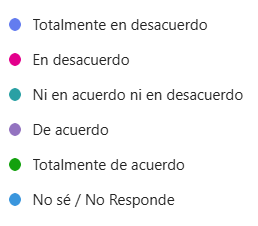 Totalmente en desacuerdo
En desacuerdo
Ni en acuerdo ni en desacuerdo
De acuerdo
Totalmente de acuerdo
No sé / No Responde